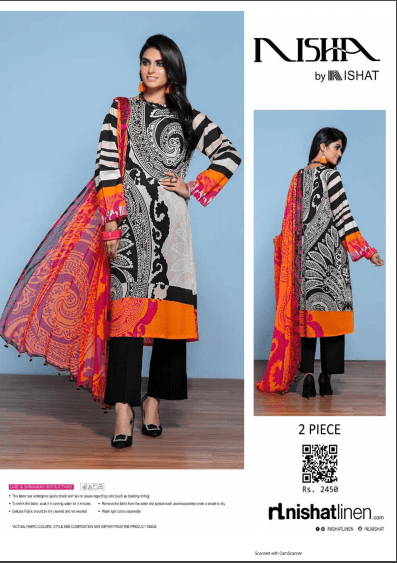 NISHA
by NISHAT
2 PIECE
Rs. 2450
nishatlinen.com
NISHATLINEN NLNISHAT
CARE & SHRINKAGE INSTRUCTIONS
• This fabric has undergone quality check and has no issues regarding color (such as bleeding / fading)
• To shrink the fabric, soak it in running water for 5 minutes • Remove the fabric from the water and spread each panel separately under a shade to dry
• Delicate Fabric should be dry cleaned and not washed • Wash light colors separately
*ACTUAL FABRIC COLORS, STYLE AND COMPOSITION MAY DIFFER FROM THE PRODUCT IMAGE
Scanned with CamScanner